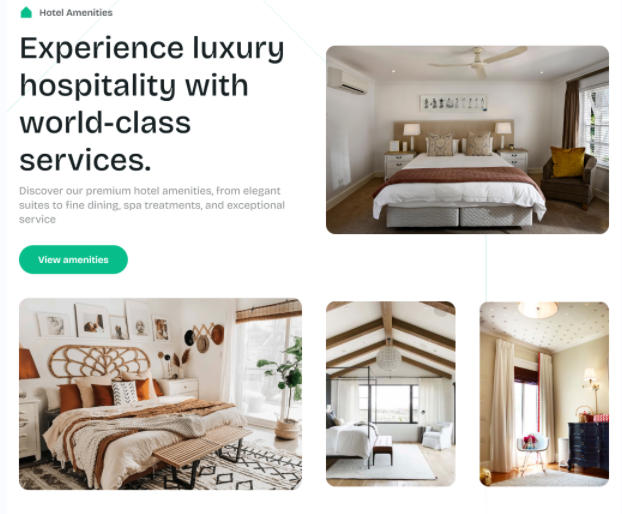 Hotel Amenities
Experience luxury
hospitality with
world-class
services.
Discover our premium hotel amenities, from elegant
suites to fine dining, spa treatments, and exceptional
service
View amenities